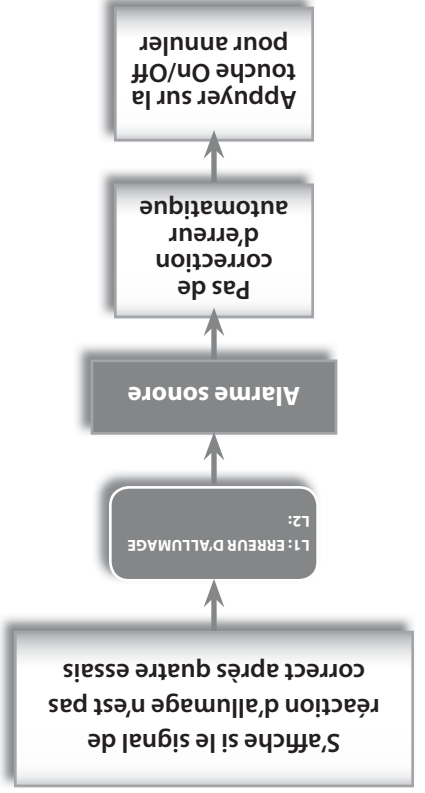 S'affiche si le signal de
réaction d'allumage n'est pas
correct après quatre essais
L1: ERREUR D'ALLUMAGE
L2:
Alarme sonore
Pas de
correction
d'erreur
automatique
Appuyer sur la
touche On/Off
pour annuler